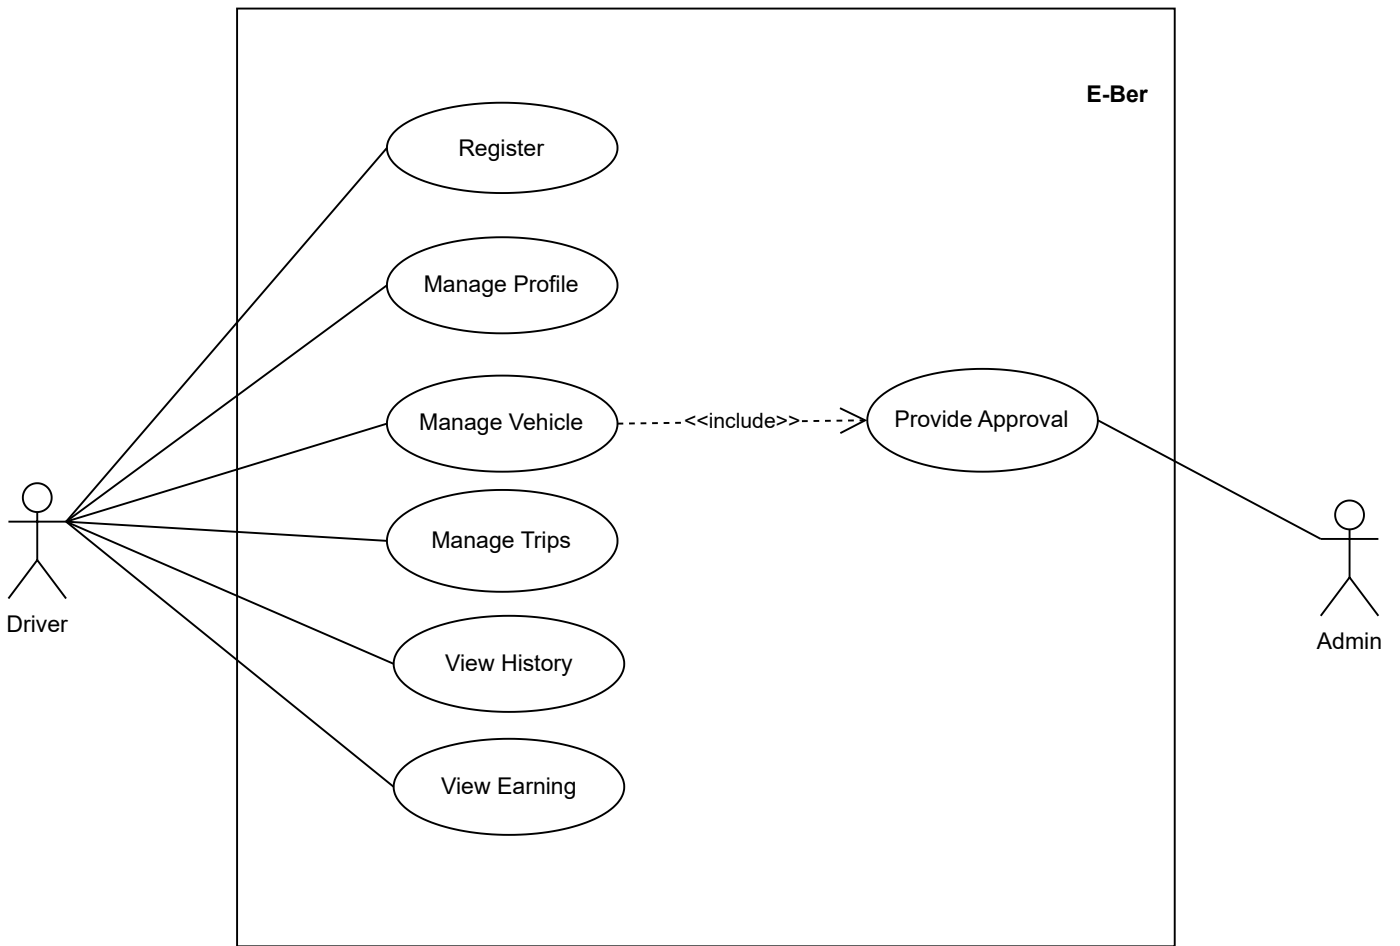 E-Ber
Register
Manage Profile
Manage Vehicle
<<include>>
Provide Approval
Manage Trips
Driver
Admin
View History
View Earning